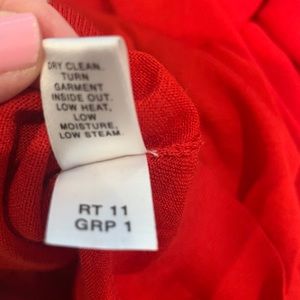 DRY CLEAN.
TURN
GARMENT
INSIDE OUT.
LOW HEAT,
LOW
MOISTURE,
LOW STEAM.
RT 11
GRP 1